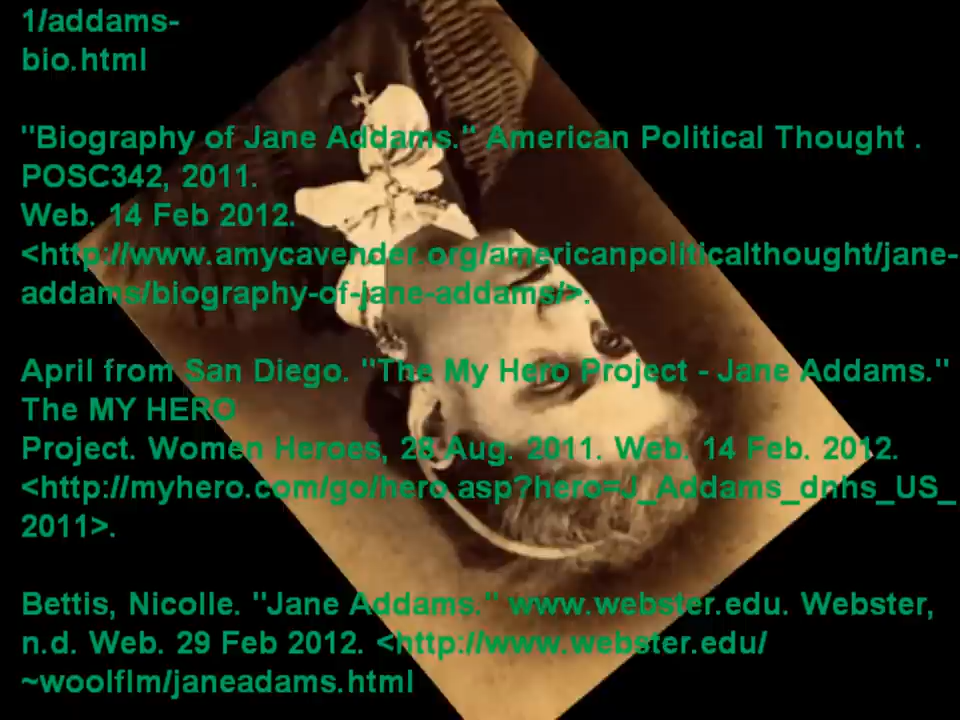 1/addams-
bio.html
"Biography of Jane Addams." American Political Thought .
POSC342, 2011.
Web. 14 Feb 2012.
<http://www.amycavender.org/americanpoliticalthought/jane-
addams/biography-of-jane-addams/>.
April from San Diego. "The My Hero Project - Jane Addams."
The MY HERO
Project. Women Heroes, 28 Aug. 2011. Web. 14 Feb. 2012.
<http://myhero.com/go/hero.asp?hero=J_Addams_dnhs_US_
2011>.
Bettis, Nicolle. "Jane Addams." www.webster.edu. Webster,
n.d. Web. 29 Feb 2012. <http://www.webster.edu/
~woolflm/janeadams.html